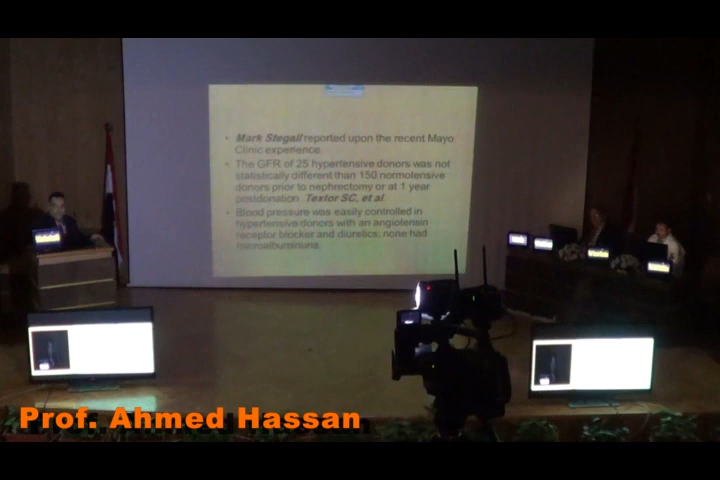 • Mark Stegall reported upon the recent Mayo
Clinic experience.
• The GFR of 25 hypertensive donors was not
statistically different than 150 normotensive
donors prior to nephrectomy or at 1 year
postdonation. Textor SC, et al.
• Blood pressure was easily controlled in
hypertensive donors with an angiotensin
receptor blocker and diuretics; none had
microalbuminuria.
Prof. Ahmed Hassan